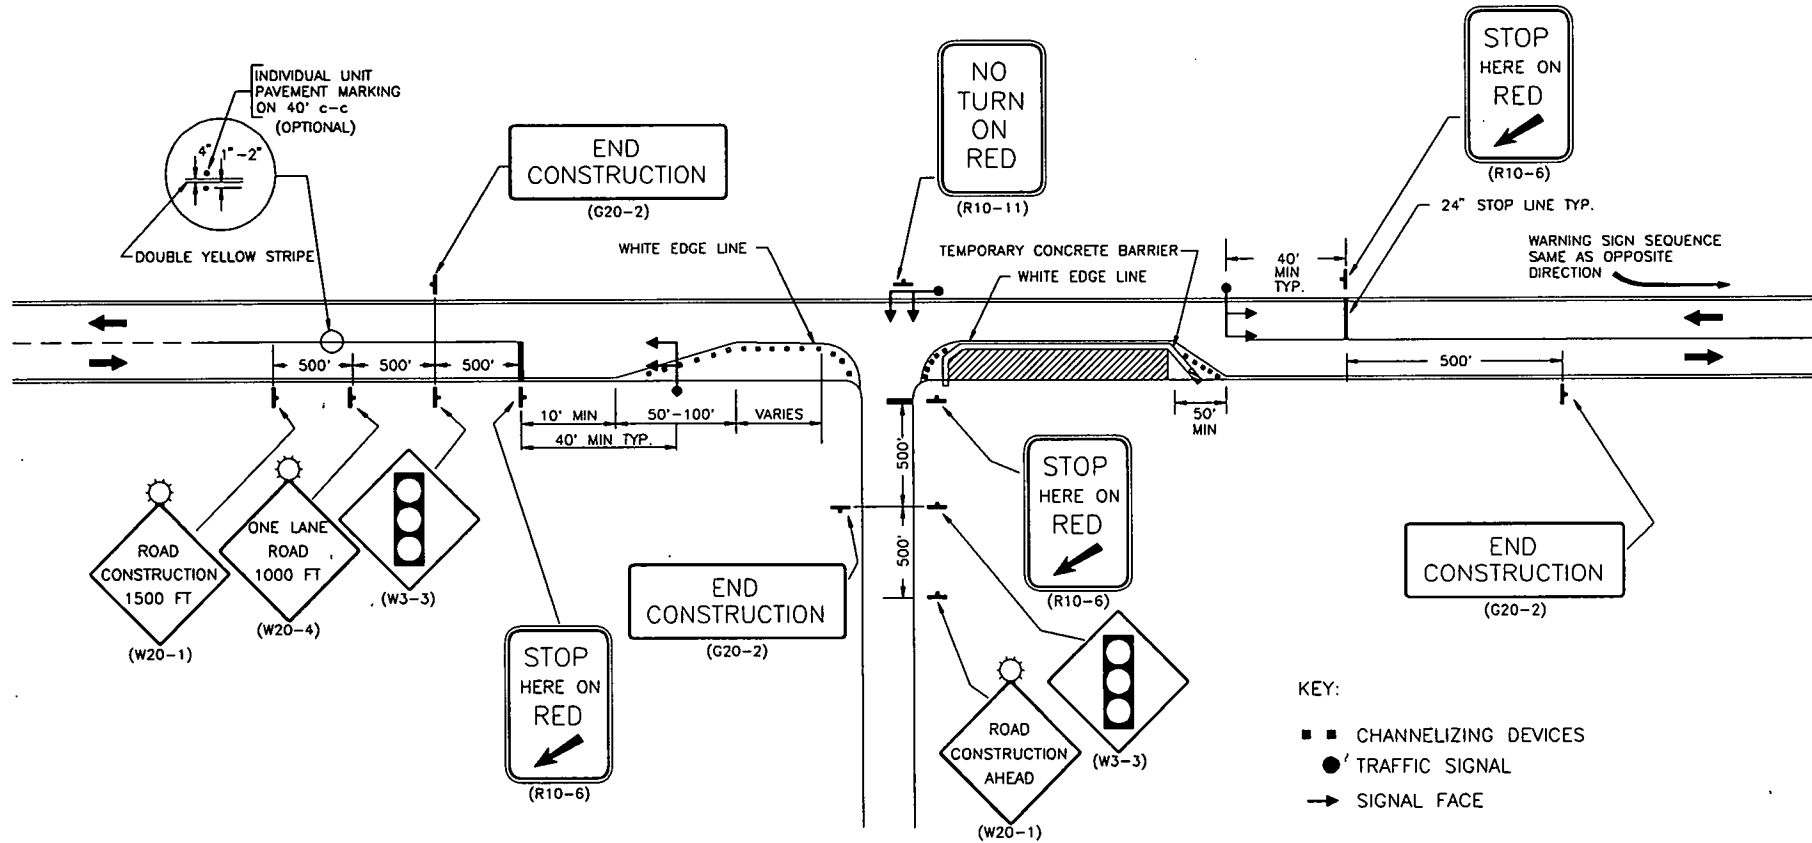 INDIVIDUAL UNIT
PAVEMENT MARKING
ON 40' c-c
(OPTIONAL)
4"
1"-2"
DOUBLE YELLOW STRIPE
END
CONSTRUCTION
(G20-2)
WHITE EDGE LINE
NO
TURN
ON
RED
(R10-11)
TEMPORARY CONCRETE BARRIER
WHITE EDGE LINE
STOP
HERE ON
RED
(R10-6)
24" STOP LINE TYP.
40'
MIN
TYP.
WARNING SIGN SEQUENCE
SAME AS OPPOSITE
DIRECTION
500'
500'
500'
500'
10' MIN
50'-100'
VARIES
40' MIN TYP.
50'
MIN
500'
500'
ROAD
CONSTRUCTION
1500 FT
(W20-1)
ONE LANE
ROAD
1000 FT
(W20-4)
(W3-3)
STOP
HERE ON
RED
(R10-6)
END
CONSTRUCTION
(G20-2)
STOP
HERE ON
RED
(R10-6)
(W3-3)
ROAD
CONSTRUCTION
AHEAD
(W20-1)
END
CONSTRUCTION
(G20-2)
KEY:
CHANNELIZING DEVICES
TRAFFIC SIGNAL
SIGNAL FACE